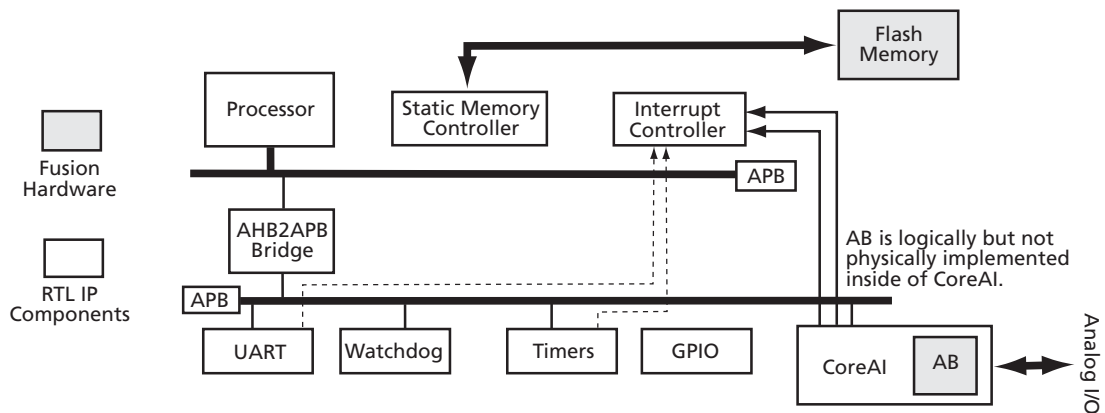 Flash
Memory
Processor
Static Memory
Controller
Interrupt
Controller
Fusion
Hardware
APB
AHB2APB
Bridge
AB is logically but not
physically implemented
inside of CoreAI.
RTL IP
Components
APB
UART
Watchdog
Timers
GPIO
CoreAI
AB
Analog I/O